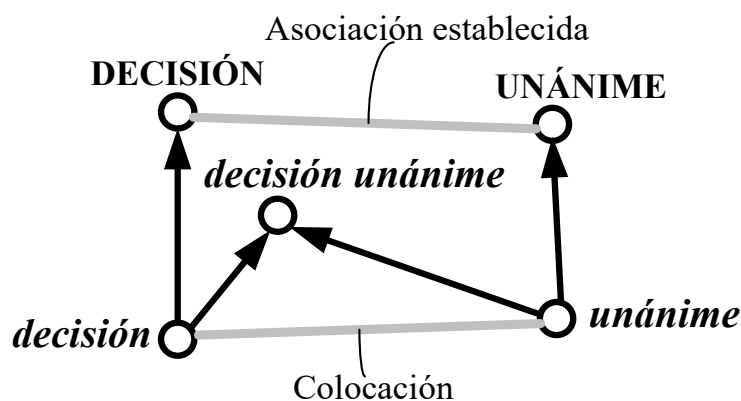 Asociación establecida
DECISIÓN
UNÁNIME
decisión unánime
decisión
unánime
Colocación